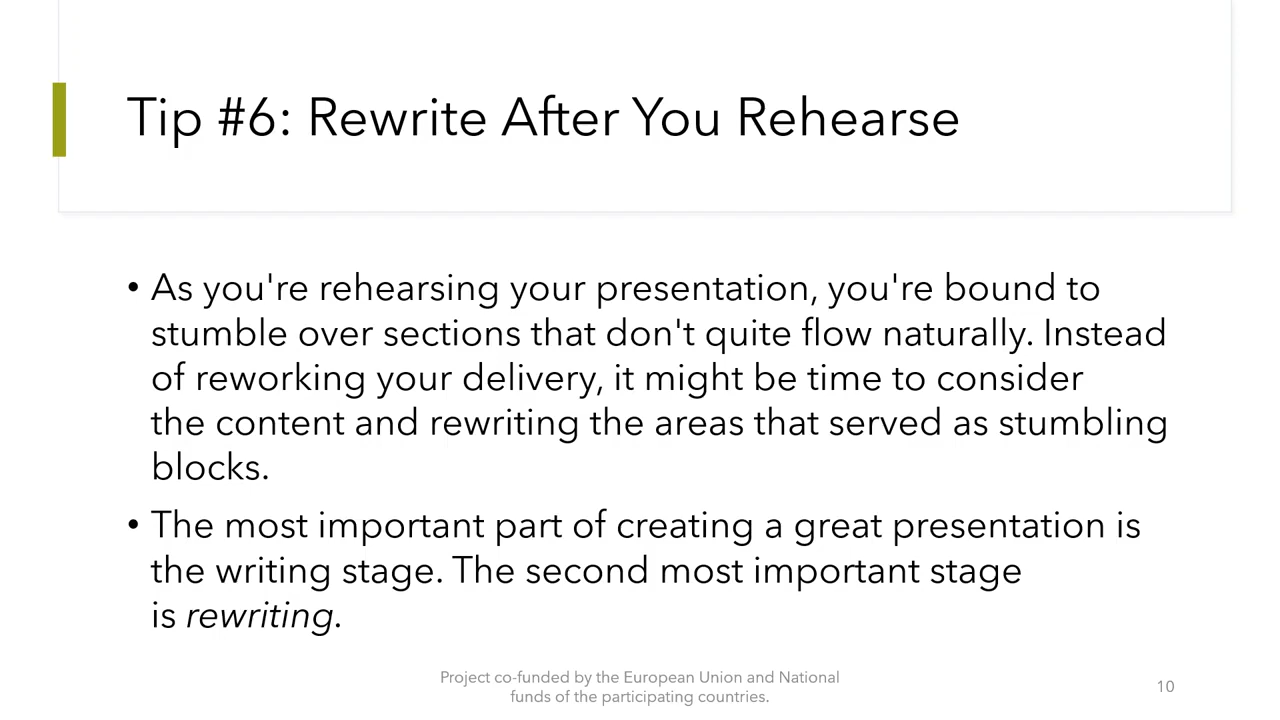 Tip #6: Rewrite After You Rehearse
• As you're rehearsing your presentation, you're bound to
stumble over sections that don't quite flow naturally. Instead
of reworking your delivery, it might be time to consider
the content and rewriting the areas that served as stumbling
blocks.
• The most important part of creating a great presentation is
the writing stage. The second most important stage
is rewriting.
Project co-funded by the European Union and National
funds of the participating countries.
10